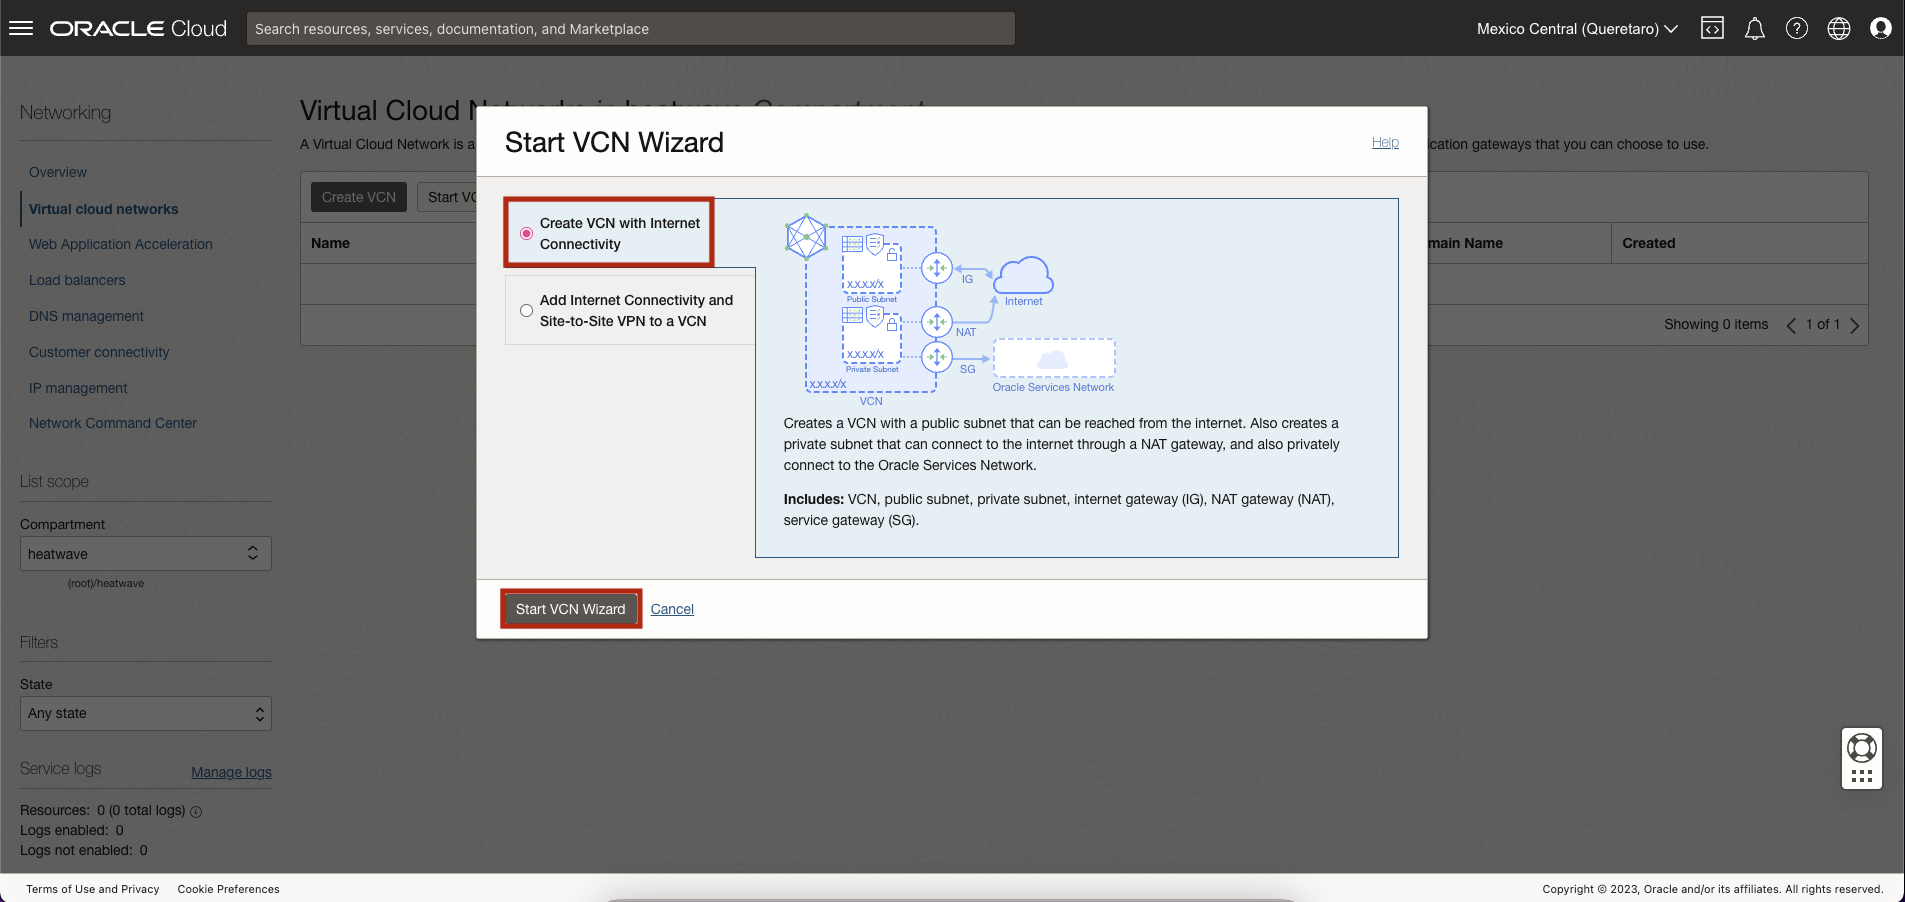 ORACLE Cloud
Search resources, services, documentation, and Marketplace
Mexico Central (Queretaro)
Networking
Overview
Virtual cloud networks
Web Application Acceleration
Load balancers
DNS management
Customer connectivity
IP management
Network Command Center
List scope
Compartment
heatwave
(root)/heatwave
Filters
State
Any state
Service logs Manage logs
Resources: 0 (0 total logs)
Logs enabled: 0
Logs not enabled: 0
Virtual Cloud Networks in heatwave Compartment
A Virtual Cloud Network is a
cation gateways that you can choose to use.
Create VCN Start VC
Name
main Name Created
Showing 0 items 1 of 1
Start VCN Wizard
Help
Create VCN with Internet
Connectivity
Add Internet Connectivity and
Site-to-Site VPN to a VCN
X.X.X.X/X
Public Subnet
IG
Internet
NAT
X.X.X.X/X
Private Subnet
SG
X.X.X.X/X
Oracle Services Network
VCN
Creates a VCN with a public subnet that can be reached from the internet. Also creates a
private subnet that can connect to the internet through a NAT gateway, and also privately
connect to the Oracle Services Network.
Includes: VCN, public subnet, private subnet, internet gateway (IG), NAT gateway (NAT),
service gateway (SG).
Start VCN Wizard Cancel
Terms of Use and Privacy Cookie Preferences
Copyright © 2023, Oracle and/or its affiliates. All rights reserved.